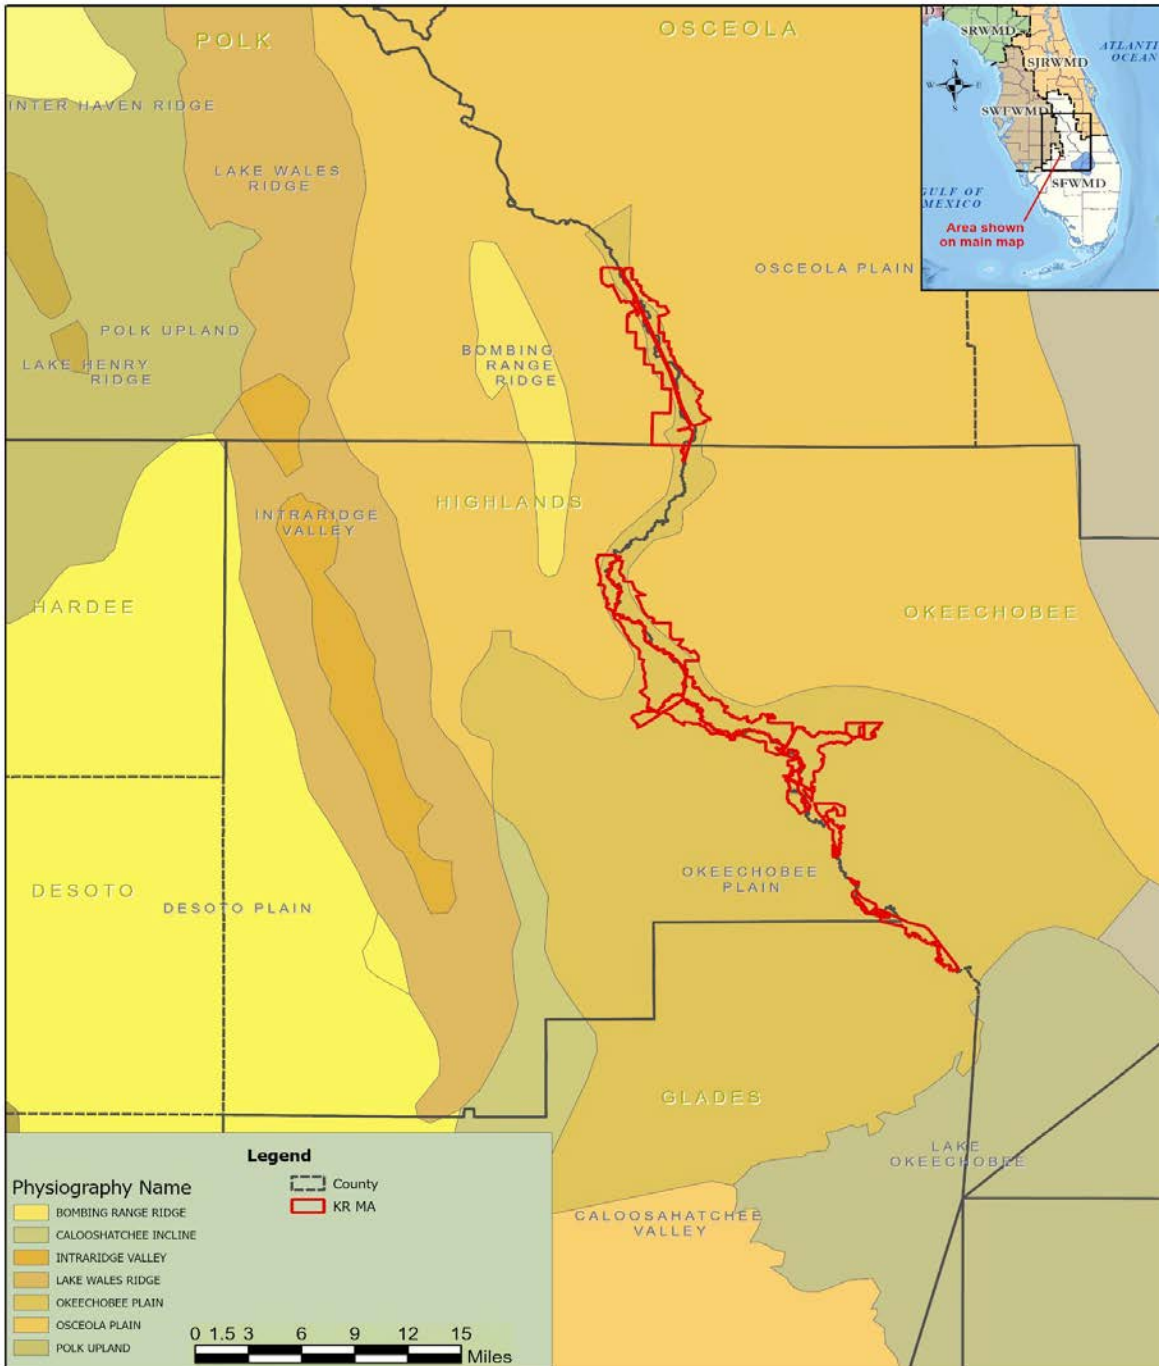 POLK
OSCEOLA
INTER HAVEN RIDGE
LAKE WALES
RIDGE
OSCEOLA PLAIN
POLK UPLAND
LAKE HENRY
RIDGE
BOMBING
RANGE
RIDGE
HIGHLANDS
INTRARIDGE
VALLEY
HARDEE
OKEECHOBEE
OKEECHOBEE
PLAIN
DESOTO
DESOTO PLAIN
GLADES
LAKE
OKEECHOBEE
CALOOSAHATCHEE
VALLEY
D
SRWMD
ATLANTI
OCEAN
SJRWMD
N
W
E
S
SWFWMD
SFWMD
GULF OF
MEXICO
Area shown
on main map
Legend
Physiography Name
BOMBING RANGE RIDGE
CALOOSHATCHEE INCLINE
INTRARIDGE VALLEY
LAKE WALES RIDGE
OKEECHOBEE PLAIN
OSCEOLA PLAIN
POLK UPLAND
County
KR MA
0 1.5 3 6 9 12 15
Miles